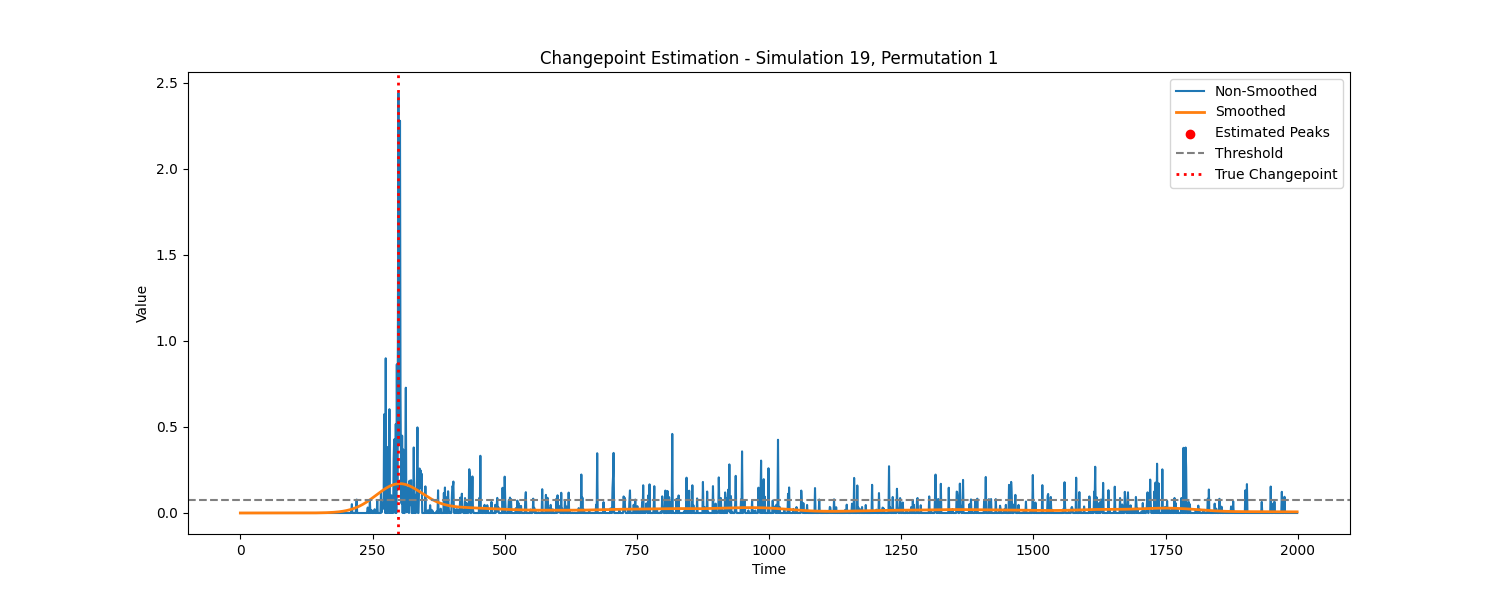 Changepoint Estimation - Simulation 19, Permutation 1
2.5
2.0
1.5
1.0
0.5
0.0
Value
Non-Smoothed
Smoothed
Estimated Peaks
Threshold
True Changepoint
0 250 500 750 1000 1250 1500 1750 2000
Time